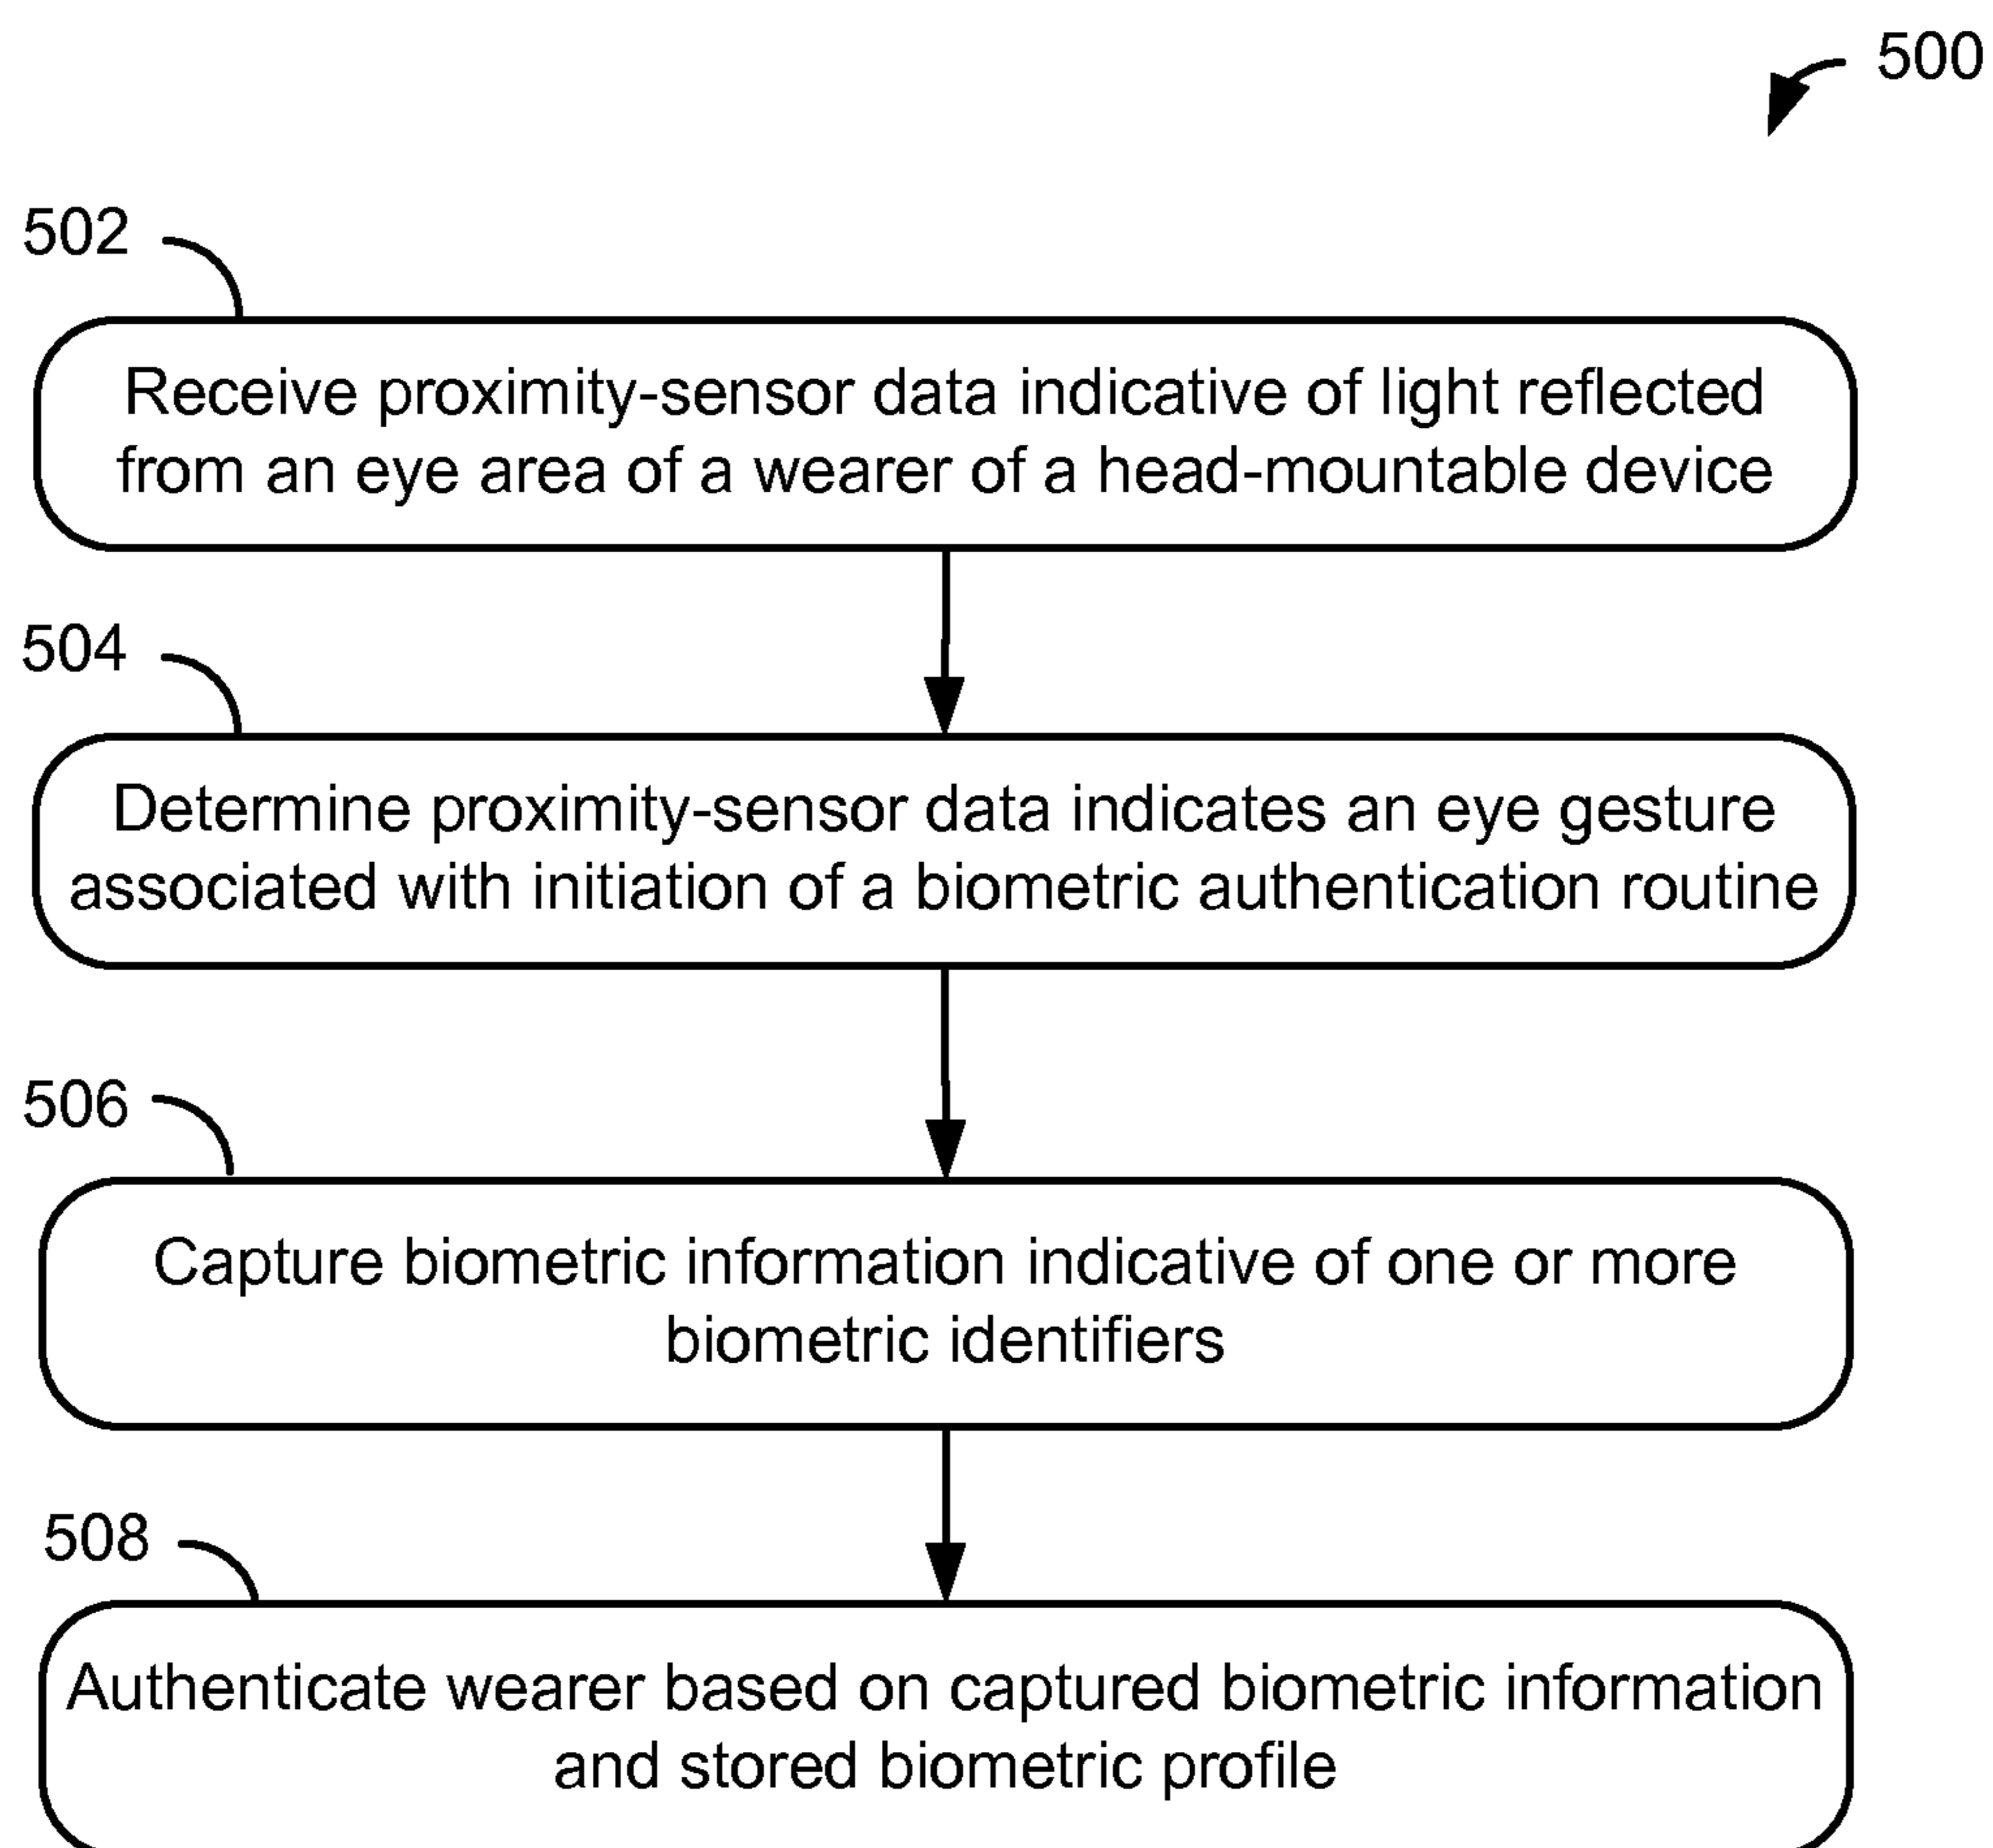 500
502
Receive proximity-sensor data indicative of light reflected
from an eye area of a wearer of a head-mountable device
504
Determine proximity-sensor data indicates an eye gesture
associated with initiation of a biometric authentication routine
506
Capture biometric information indicative of one or more
biometric identifiers
508
Authenticate wearer based on captured biometric information
and stored biometric profile